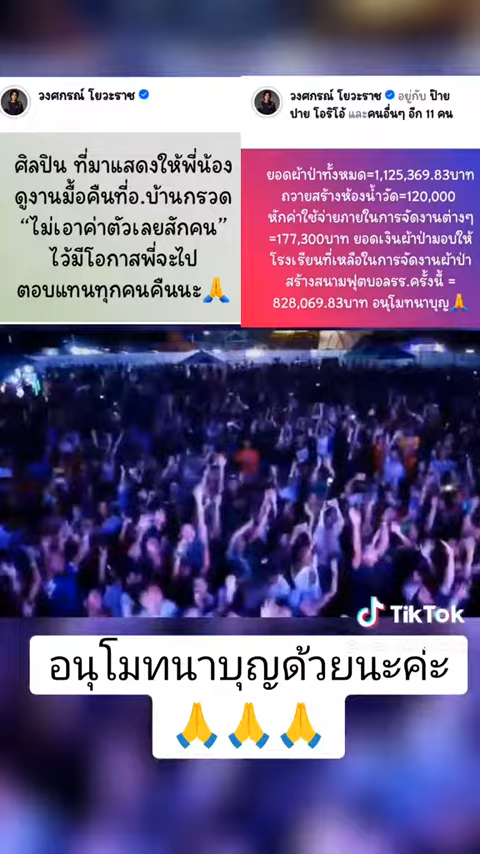 วงศกรณ์ โยวะราช
ศิลปิน ที่มาแสดงให้พี่น้อง
ดูงานมื้อคืนที่อ.บ้านกรวด
“ไม่เอาค่าตัวเลยสักคน”
ไว้มีโอกาสพี่จะไป
ตอบแทนทุกคนคืนนะ🙏
วงศกรณ์ โยวะราช อยู่กับ ป๊าย
ปาย โอริโอ้ และคนอื่นๆ อีก 11 คน
ยอดผ้าป่าทั้งหมด=1,125,369.83บาท
ถวายสร้างห้องน้ำวัด=120,000
หักค่าใช้จ่ายภายในการจัดงานต่างๆ
=177,300บาท ยอดเงินผ้าป่ามอบให้
โรงเรียนที่เหลือในการจัดงานผ้าป่า
สร้างสนามฟุตบอลรร.ครั้งนี้ =
828,069.83บาท อนุโมทนาบุญ🙏
TikTok
อนุโมทนาบุญด้วยนะค่ะ
🙏🙏🙏